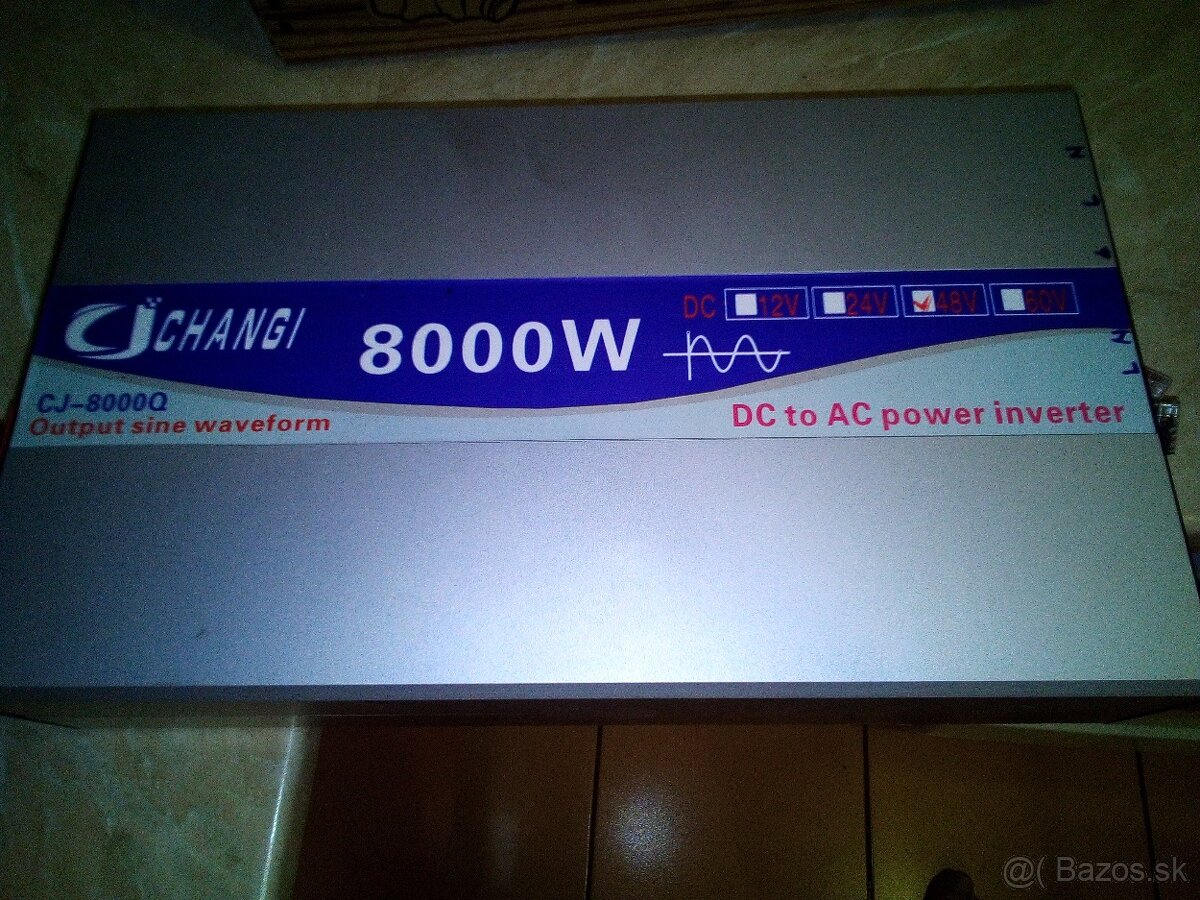 CJ CHANGI
8000W
DC 12V 24V 48V 60V
CJ-8000Q
Output sine waveform
DC to AC power inverter
N
L
N
L
@( Bazos.sk